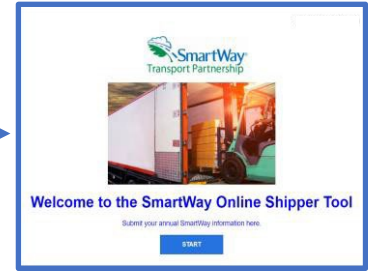 SmartWay
Transport Partnership
Welcome to the SmartWay Online Shipper Tool
Submit your annual SmartWay information here.
START